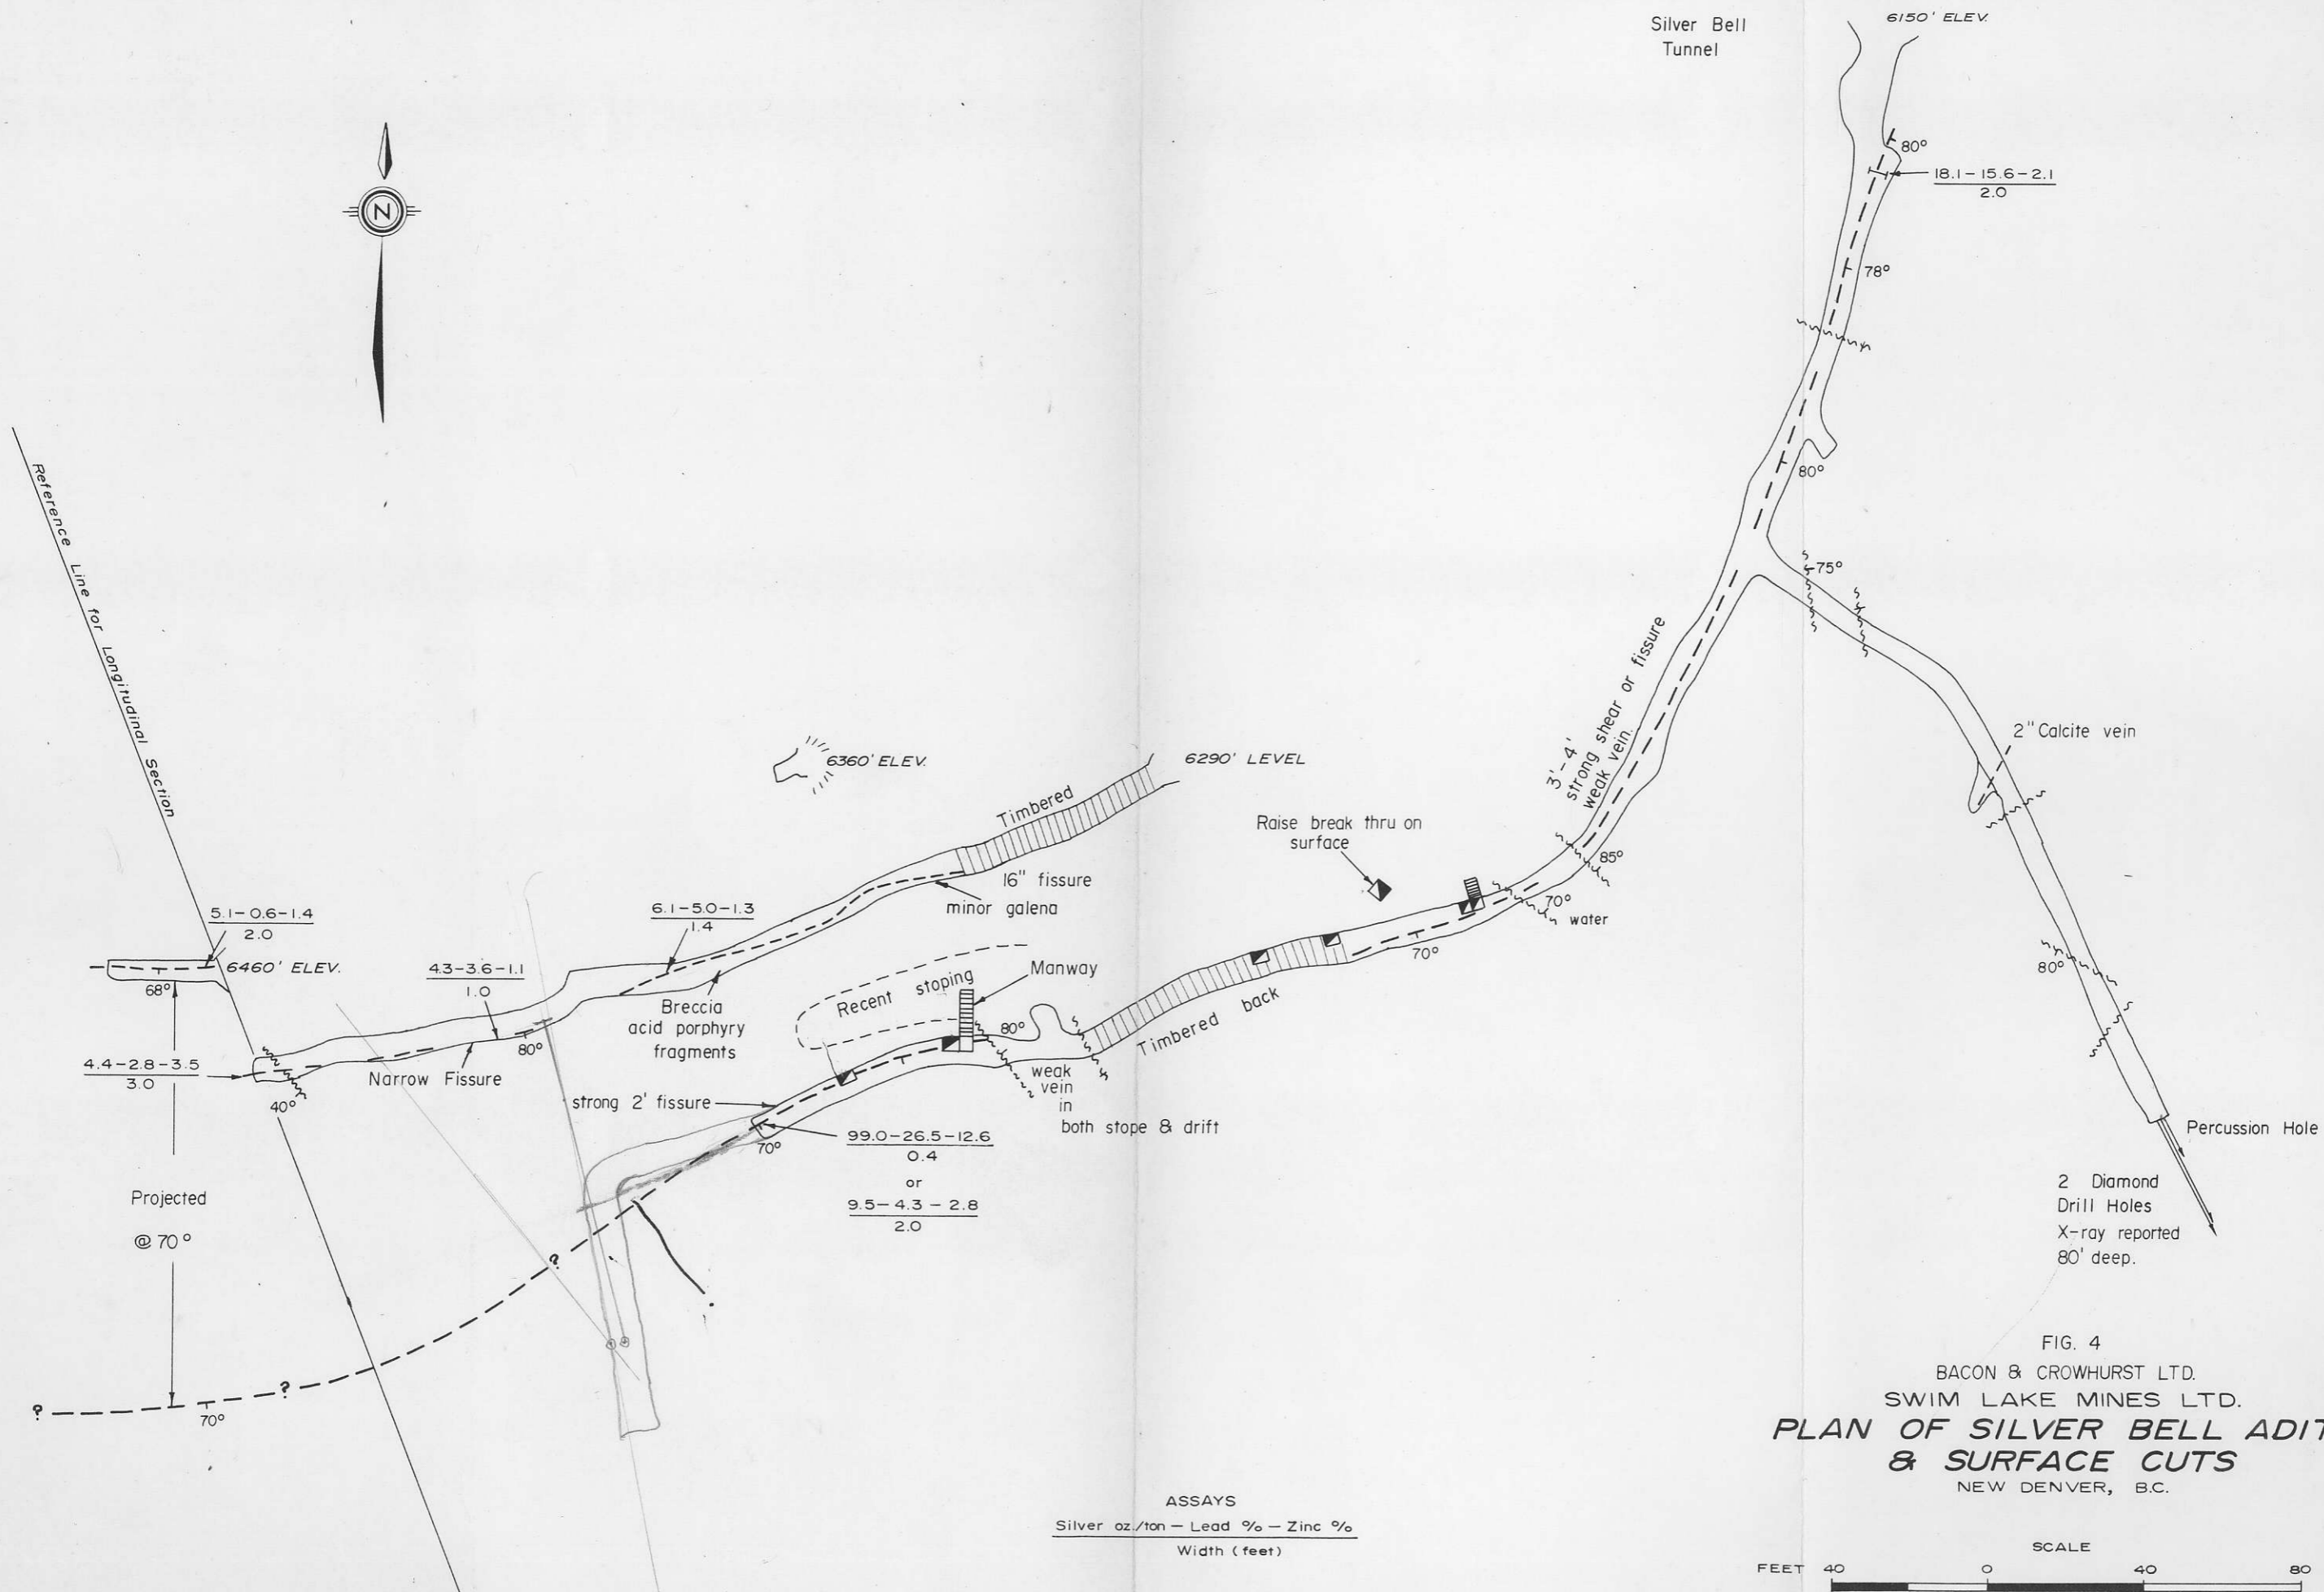 Silver Bell
Tunnel
6150' ELEV.
80°
18.1-15.6-2.1
2.0
N
78°
80°
75°
Reference Line for Longitudinal Section
3'-4'
strong shear or fissure
weak vein.
2" Calcite vein
6360' ELEV.
6290' LEVEL
Timbered
Raise break thru on
surface
85°
70°
water
16" fissure
minor galena
5.1-0.6-1.4
2.0
6460' ELEV.
68°
6.1-5.0-1.3
1.4
4.3-3.6-1.1
1.0
80°
Breccia
acid porphyry
fragments
Recent stoping
Manway
80°
70°
Timbered back
80°
4.4-2.8-3.5
3.0
40°
Narrow Fissure
strong 2' fissure
weak
vein
in
both stope & drift
70°
99.0-26.5-12.6
0.4
or
9.5-4.3-2.8
2.0
Percussion Hole
2 Diamond
Drill Holes
X-ray reported
80' deep.
Projected
@ 70°
?
?
?
70°
FIG. 4
BACON & CROWHURST LTD.
SWIM LAKE MINES LTD.
PLAN OF SILVER BELL ADIT
& SURFACE CUTS
NEW DENVER, B.C.
ASSAYS
Silver oz./ton - Lead % - Zinc %
Width (feet)
SCALE
FEET 40 0 40 80